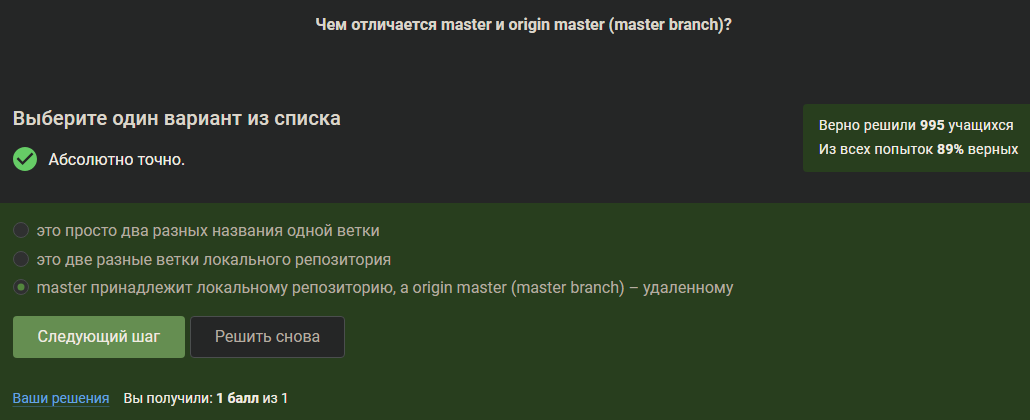 Чем отличается master и origin master (master branch)?
Выберите один вариант из списка
Абсолютно точно.
Верно решили 995 учащихся
Из всех попыток 89% верных
это просто два разных названия одной ветки
это две разные ветки локального репозитория
master принадлежит локальному репозиторию, а origin master (master branch) – удаленному
Следующий шаг
Решить снова
Ваши решения Вы получили: 1 балл из 1